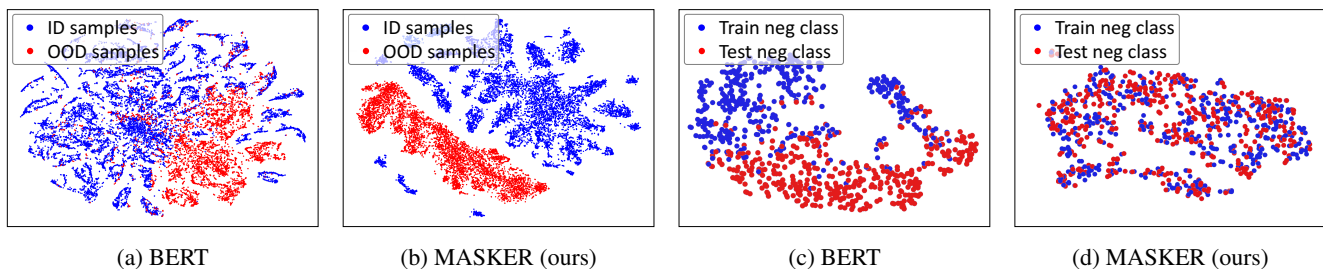 ID samples
OOD samples
ID samples
OOD samples
Train neg class
Test neg class
Train neg class
Test neg class
(a) BERT
(b) MASKER (ours)
(c) BERT
(d) MASKER (ours)